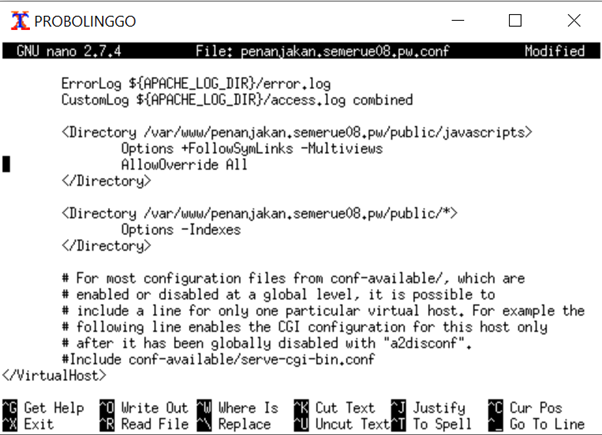 PROBOLINGGO
GNU nano 2.7.4 File: penanjakan.semerue08.pw.conf Modified
ErrorLog ${APACHE_LOG_DIR}/error.log
CustomLog ${APACHE_LOG_DIR}/access.log combined
<Directory /var/www/penanjakan.semerue08.pw/public/javascripts>
Options +FollowSymLinks -Multiviews
AllowOverride All
</Directory>
<Directory /var/www/penanjakan.semerue08.pw/public/*>
Options -Indexes
</Directory>
# For most configuration files from conf-available/, which are
# enabled or disabled at a global level, it is possible to
# include a line for only one particular virtual host. For example the
# following line enables the CGI configuration for this host only
# after it has been globally disabled with "a2disconf".
#Include conf-available/serve-cgi-bin.conf
</VirtualHost>
^G Get Help ^O Write Out ^W Where Is ^K Cut Text ^J Justify ^C Cur Pos
^X Exit ^R Read File ^\ Replace ^U Uncut Text ^T To Spell ^_ Go To Line